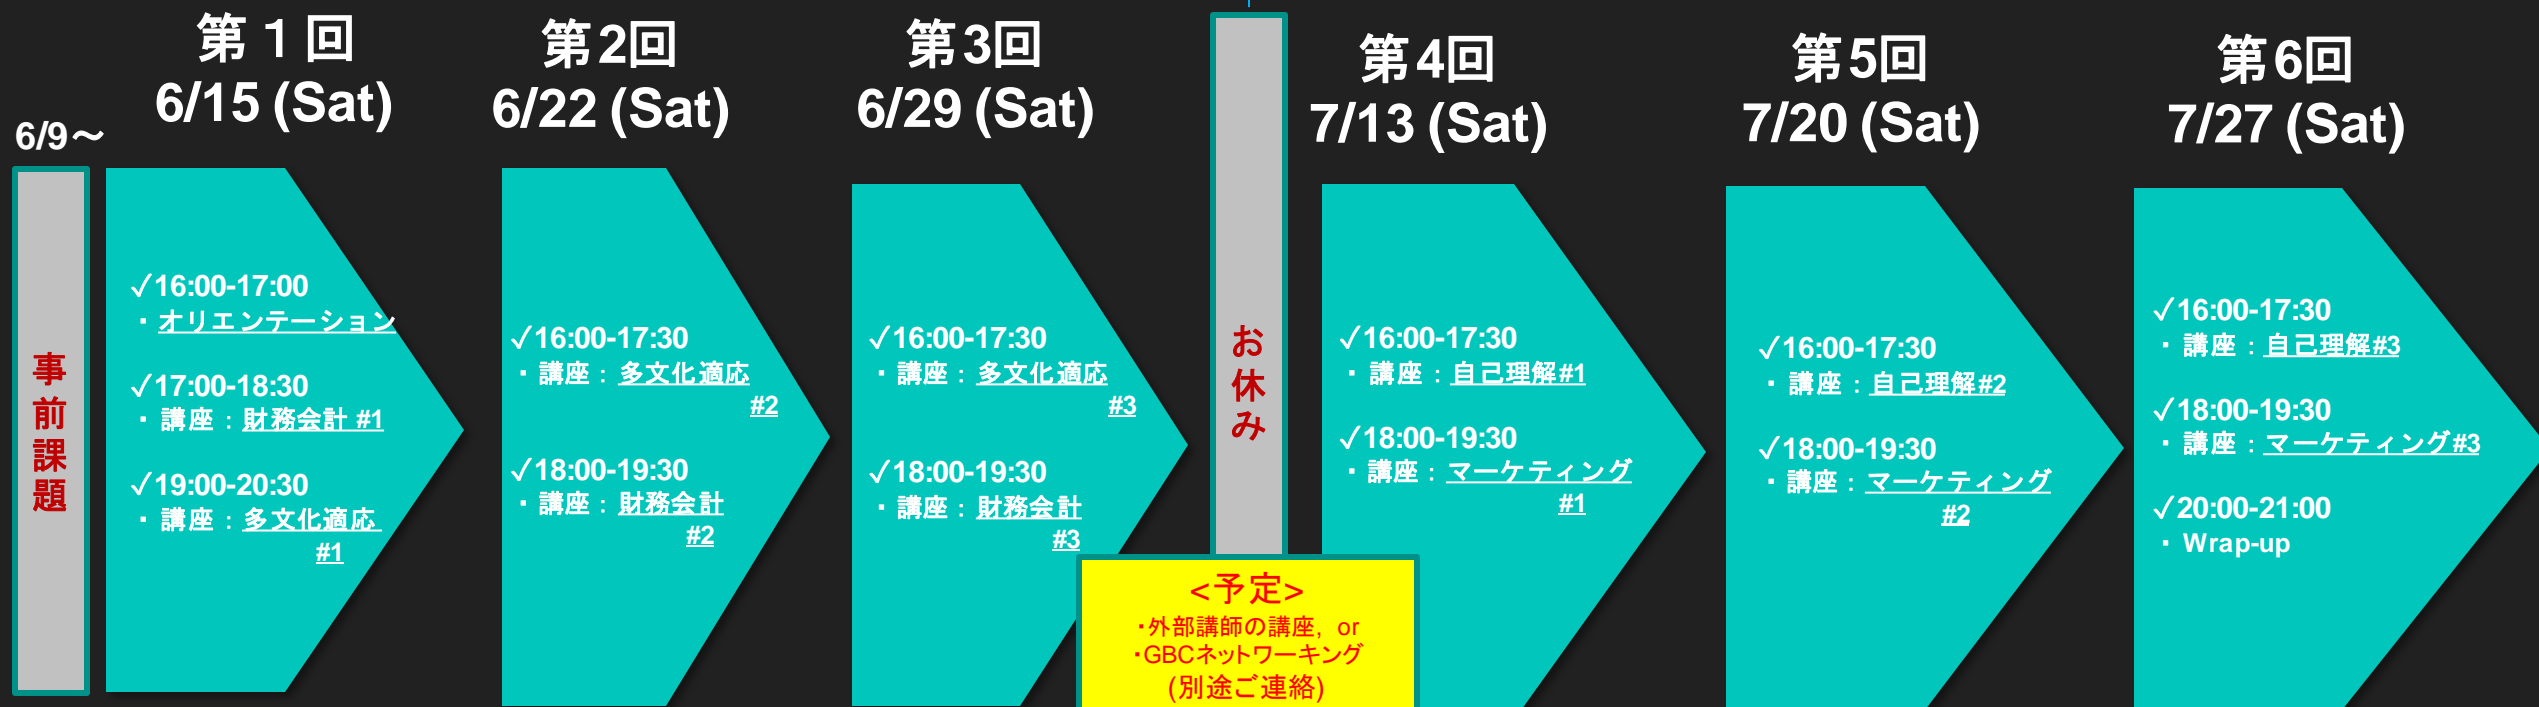 6/9～
事前課題
第１回
6/15 (Sat)
✓16:00-17:00
・オリエンテーション
✓17:00-18:30
・講座：財務会計 #1
✓19:00-20:30
・講座：多文化適応
#1
第2回
6/22 (Sat)
✓16:00-17:30
・講座：多文化適応
#2
✓18:00-19:30
・講座：財務会計
#2
第3回
6/29 (Sat)
✓16:00-17:30
・講座：多文化適応
#3
✓18:00-19:30
・講座：財務会計
#3
お休み
<予定>
・外部講師の講座, or
・GBCネットワーキング
(別途ご連絡)
第4回
7/13 (Sat)
✓16:00-17:30
・講座：自己理解#1
✓18:00-19:30
・講座：マーケティング
#1
第5回
7/20 (Sat)
✓16:00-17:30
・講座：自己理解#2
✓18:00-19:30
・講座：マーケティング
#2
第6回
7/27 (Sat)
✓16:00-17:30
・講座：自己理解#3
✓18:00-19:30
・講座：マーケティング#3
✓20:00-21:00
・Wrap-up